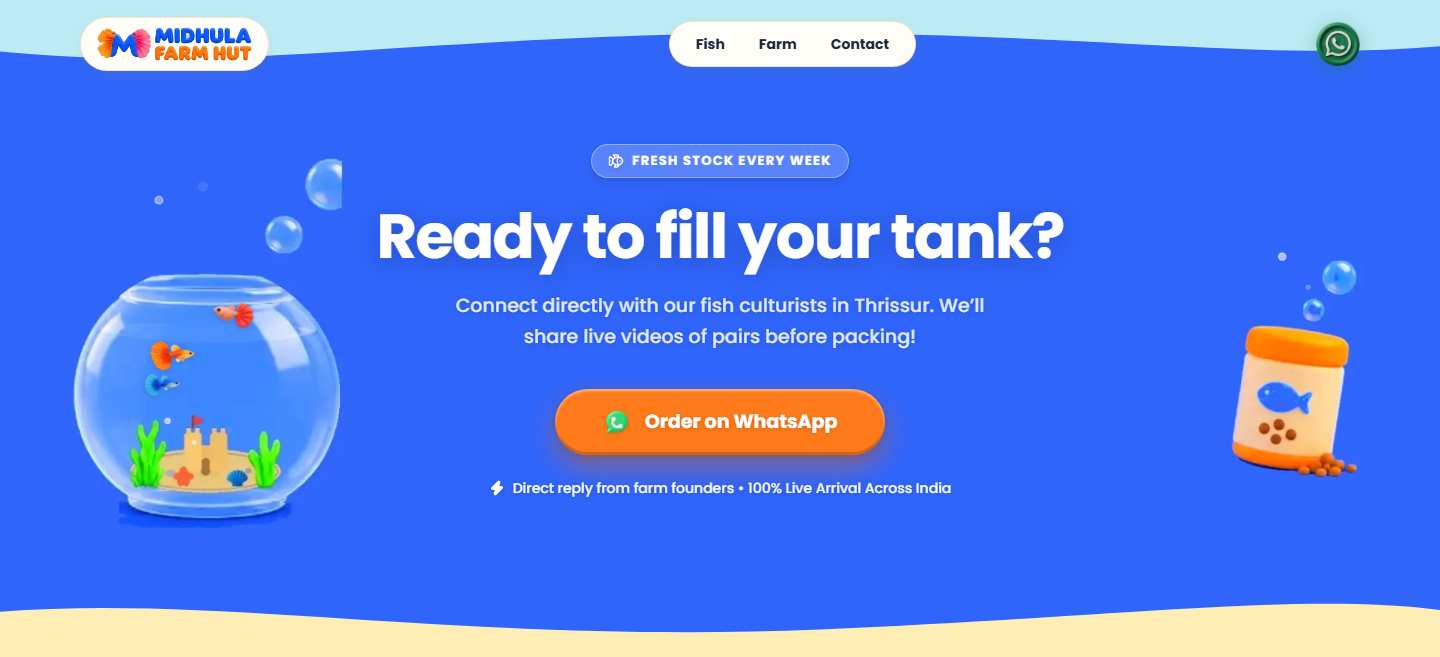 MIDHULA
FARM HUT
Fish
Farm
Contact
FRESH STOCK EVERY WEEK
Ready to fill your tank?
Connect directly with our fish culturists in Thrissur. We’ll
share live videos of pairs before packing!
Order on WhatsApp
Direct reply from farm founders • 100% Live Arrival Across India